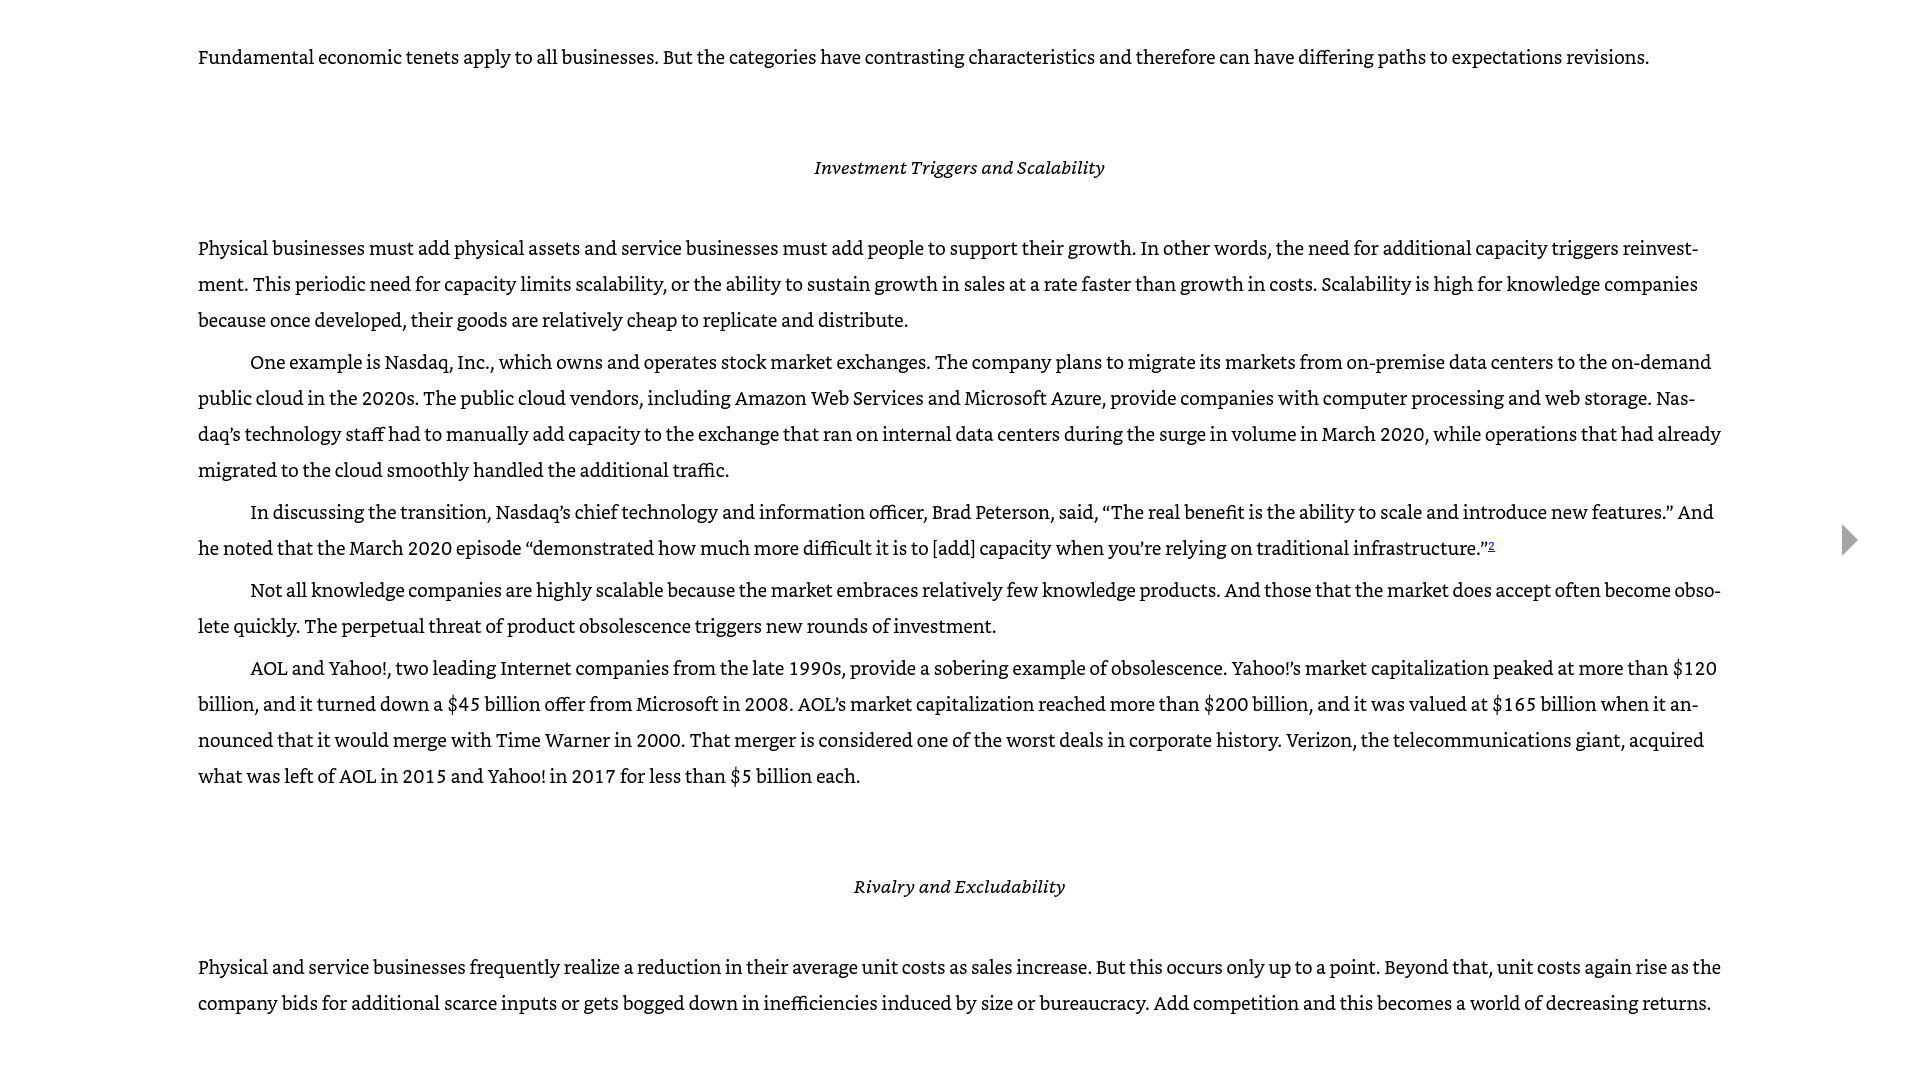 Fundamental economic tenets apply to all businesses. But the categories have contrasting characteristics and therefore can have differing paths to expectations revisions.
Investment Triggers and Scalability
Physical businesses must add physical assets and service businesses must add people to support their growth. In other words, the need for additional capacity triggers reinvest-
ment. This periodic need for capacity limits scalability, or the ability to sustain growth in sales at a rate faster than growth in costs. Scalability is high for knowledge companies
because once developed, their goods are relatively cheap to replicate and distribute.
One example is Nasdaq, Inc., which owns and operates stock market exchanges. The company plans to migrate its markets from on-premise data centers to the on-demand
public cloud in the 2020s. The public cloud vendors, including Amazon Web Services and Microsoft Azure, provide companies with computer processing and web storage. Nas-
daq’s technology staff had to manually add capacity to the exchange that ran on internal data centers during the surge in volume in March 2020, while operations that had already
migrated to the cloud smoothly handled the additional traffic.
In discussing the transition, Nasdaq’s chief technology and information officer, Brad Peterson, said, “The real benefit is the ability to scale and introduce new features.” And
he noted that the March 2020 episode “demonstrated how much more difficult it is to [add] capacity when you’re relying on traditional infrastructure.”2
Not all knowledge companies are highly scalable because the market embraces relatively few knowledge products. And those that the market does accept often become obso-
lete quickly. The perpetual threat of product obsolescence triggers new rounds of investment.
AOL and Yahoo!, two leading Internet companies from the late 1990s, provide a sobering example of obsolescence. Yahoo!’s market capitalization peaked at more than $120
billion, and it turned down a $45 billion offer from Microsoft in 2008. AOL’s market capitalization reached more than $200 billion, and it was valued at $165 billion when it an-
nounced that it would merge with Time Warner in 2000. That merger is considered one of the worst deals in corporate history. Verizon, the telecommunications giant, acquired
what was left of AOL in 2015 and Yahoo! in 2017 for less than $5 billion each.
Rivalry and Excludability
Physical and service businesses frequently realize a reduction in their average unit costs as sales increase. But this occurs only up to a point. Beyond that, unit costs again rise as the
company bids for additional scarce inputs or gets bogged down in inefficiencies induced by size or bureaucracy. Add competition and this becomes a world of decreasing returns.